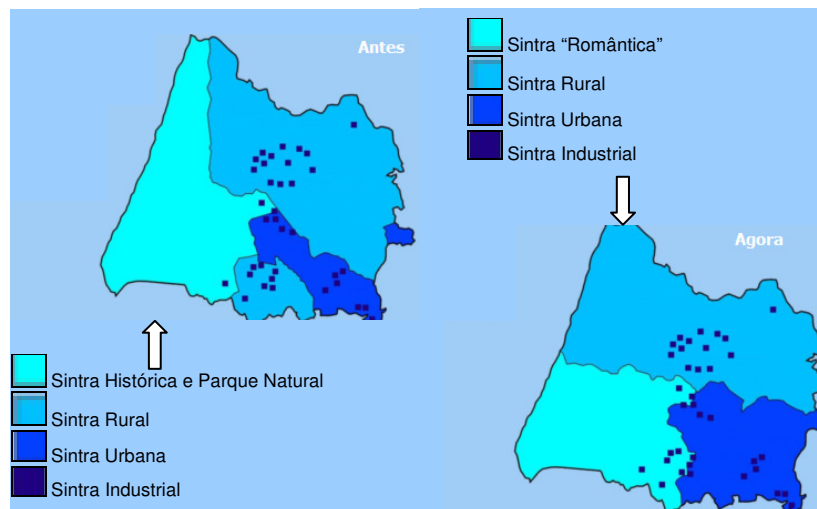 Antes
Sintra Histórica e Parque Natural
Sintra Rural
Sintra Urbana
Sintra Industrial
Sintra “Romântica”
Sintra Rural
Sintra Urbana
Sintra Industrial
Agora